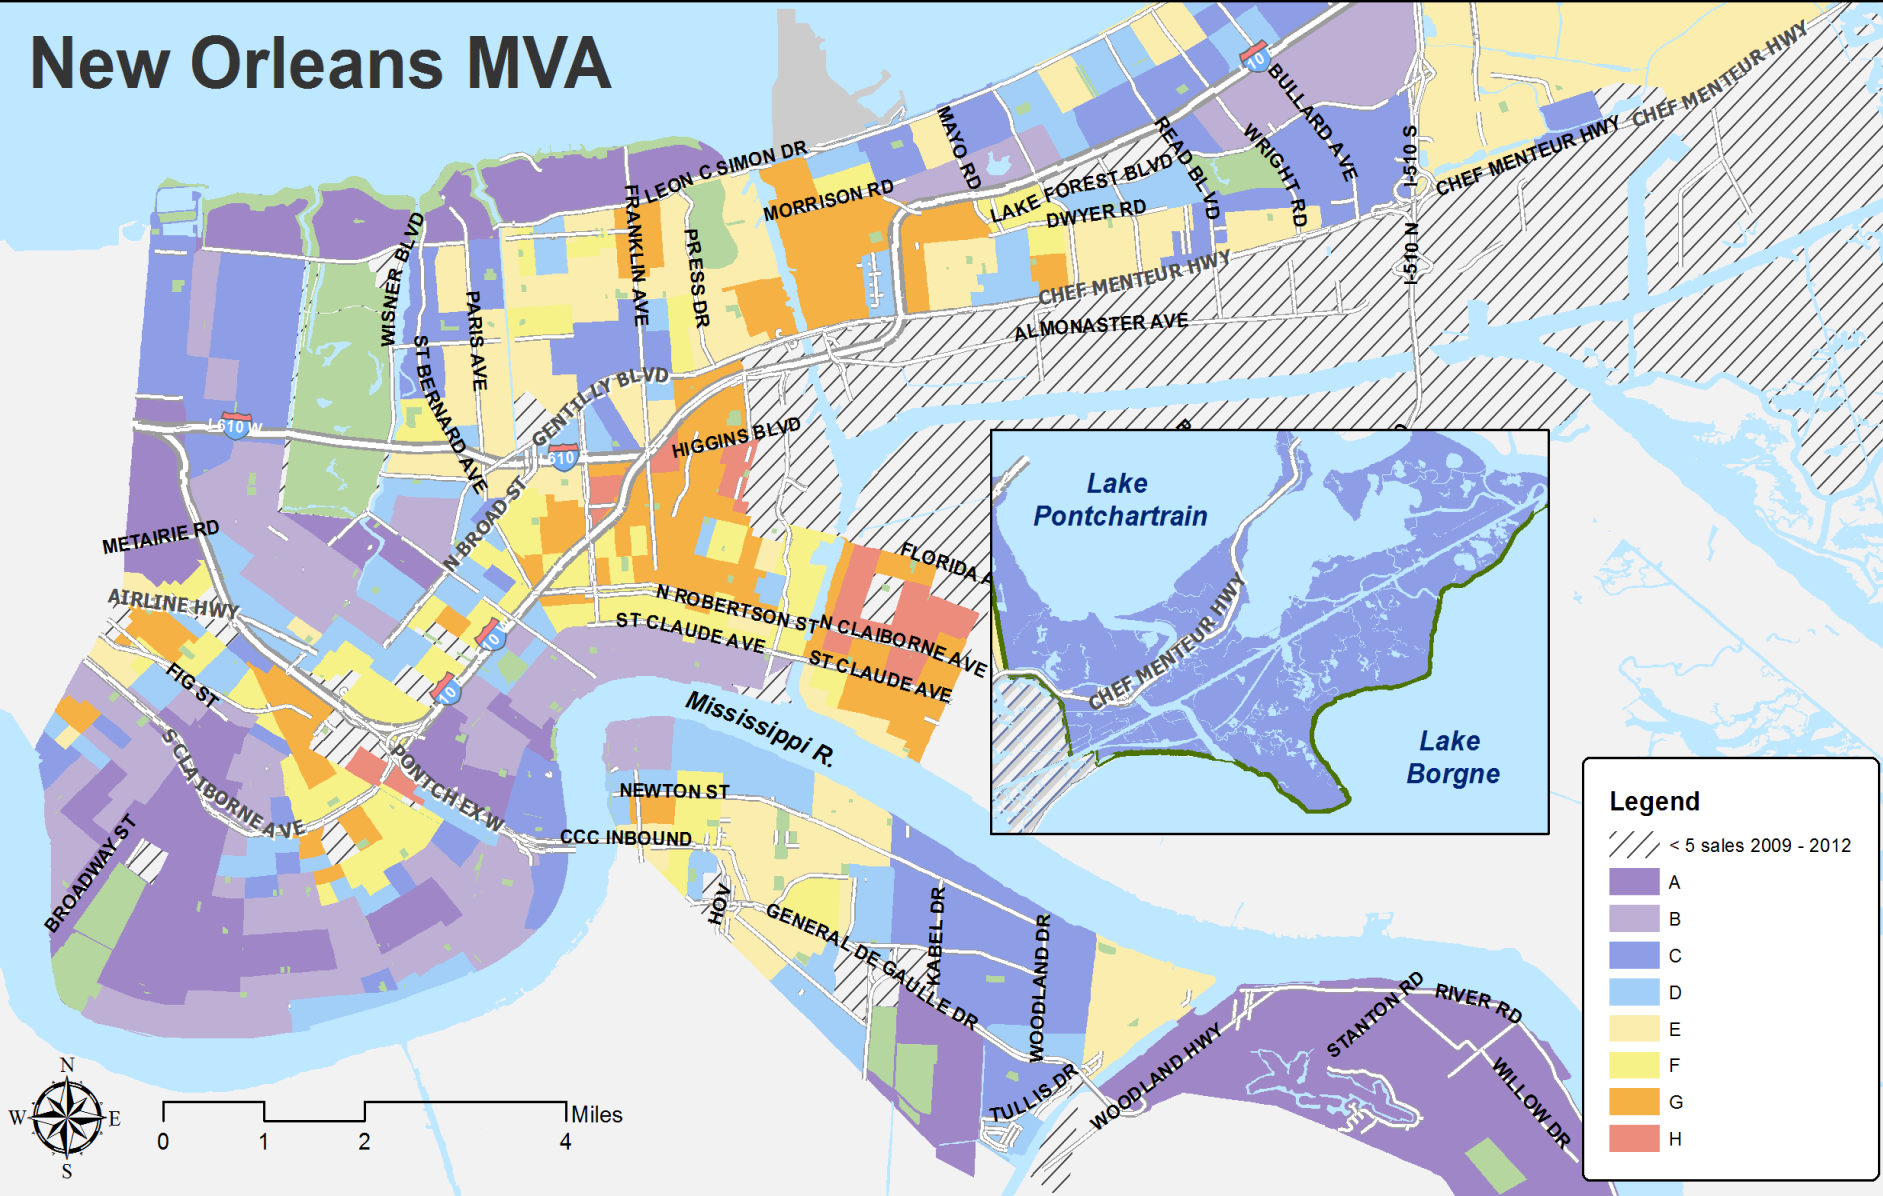 New Orleans MVA
LEON C SIMON DR
MORRISON RD
MAYO RD
LAKE FOREST BLVD
DWYER RD
READ BLVD
WRIGHT RD
BULLARD AVE
10
I-510 S
I-510 N
CHEF MENTEUR HWY
CHEF MENTEUR HWY
CHEF MENTEUR HWY
ALMONASTER AVE
FRANKLIN AVE
PRESS DR
WISNER BLVD
PARIS AVE
ST BERNARD AVE
GENTILLY BLVD
I-610 W
610
HIGGINS BLVD
N BROAD ST
METAIRIE RD
AIRLINE HWY
FIG ST
10
10
N ROBERTSON ST
ST CLAUDE AVE
FLORIDA A
N CLAIBORNE AVE
ST CLAUDE AVE
S CLAIBORNE AVE
PONTCH EX W
BROADWAY ST
Mississippi R.
NEWTON ST
CCC INBOUND
HOV
GENERAL DE GAULLE DR
KABEL DR
WOODLAND DR
TULLIS DR
WOODLAND HWY
STANTON RD
RIVER RD
WILLOW DR
Lake
Pontchartrain
CHEF MENTEUR HWY
Lake
Borgne
Legend
< 5 sales 2009 - 2012
A
B
C
D
E
F
G
H
N
W E
S
Miles
0 1 2 4